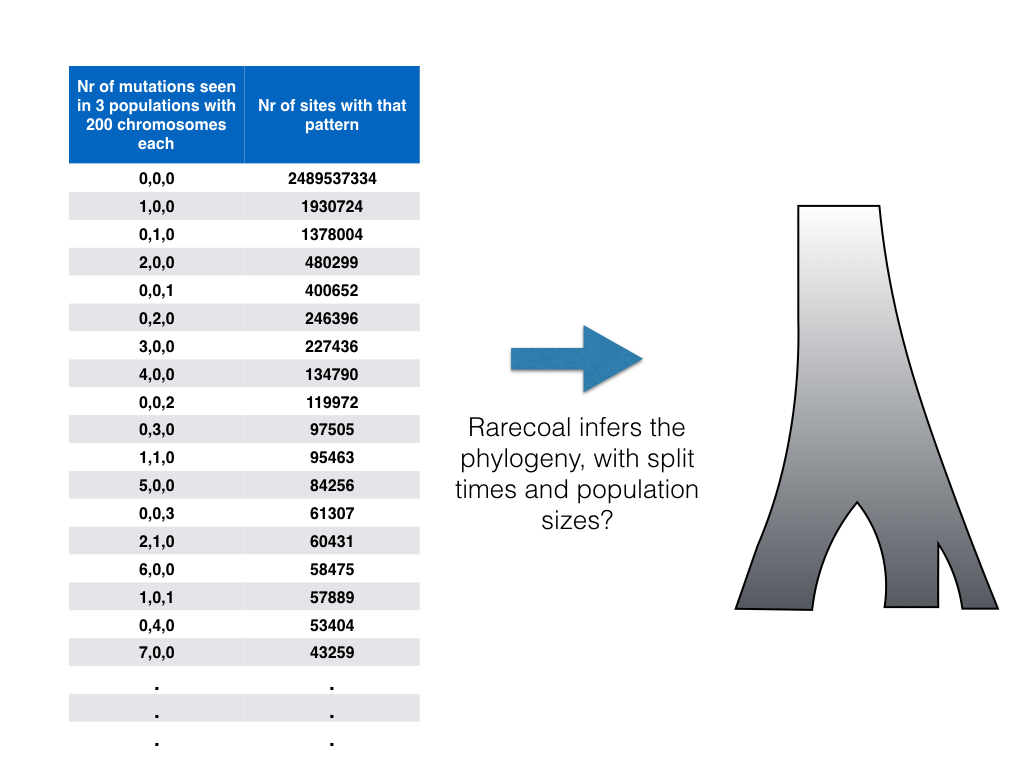 Nr of mutations seen
in 3 populations with
200 chromosomes
each
Nr of sites with that
pattern
0,0,0 2489537334
1,0,0 1930724
0,1,0 1378004
2,0,0 480299
0,0,1 400652
0,2,0 246396
3,0,0 227436
4,0,0 134790
0,0,2 119972
0,3,0 97505
1,1,0 95463
5,0,0 84256
0,0,3 61307
2,1,0 60431
6,0,0 58475
1,0,1 57889
0,4,0 53404
7,0,0 43259
. .
. .
. .
Rarecoal infers the
phylogeny, with split
times and population
sizes?